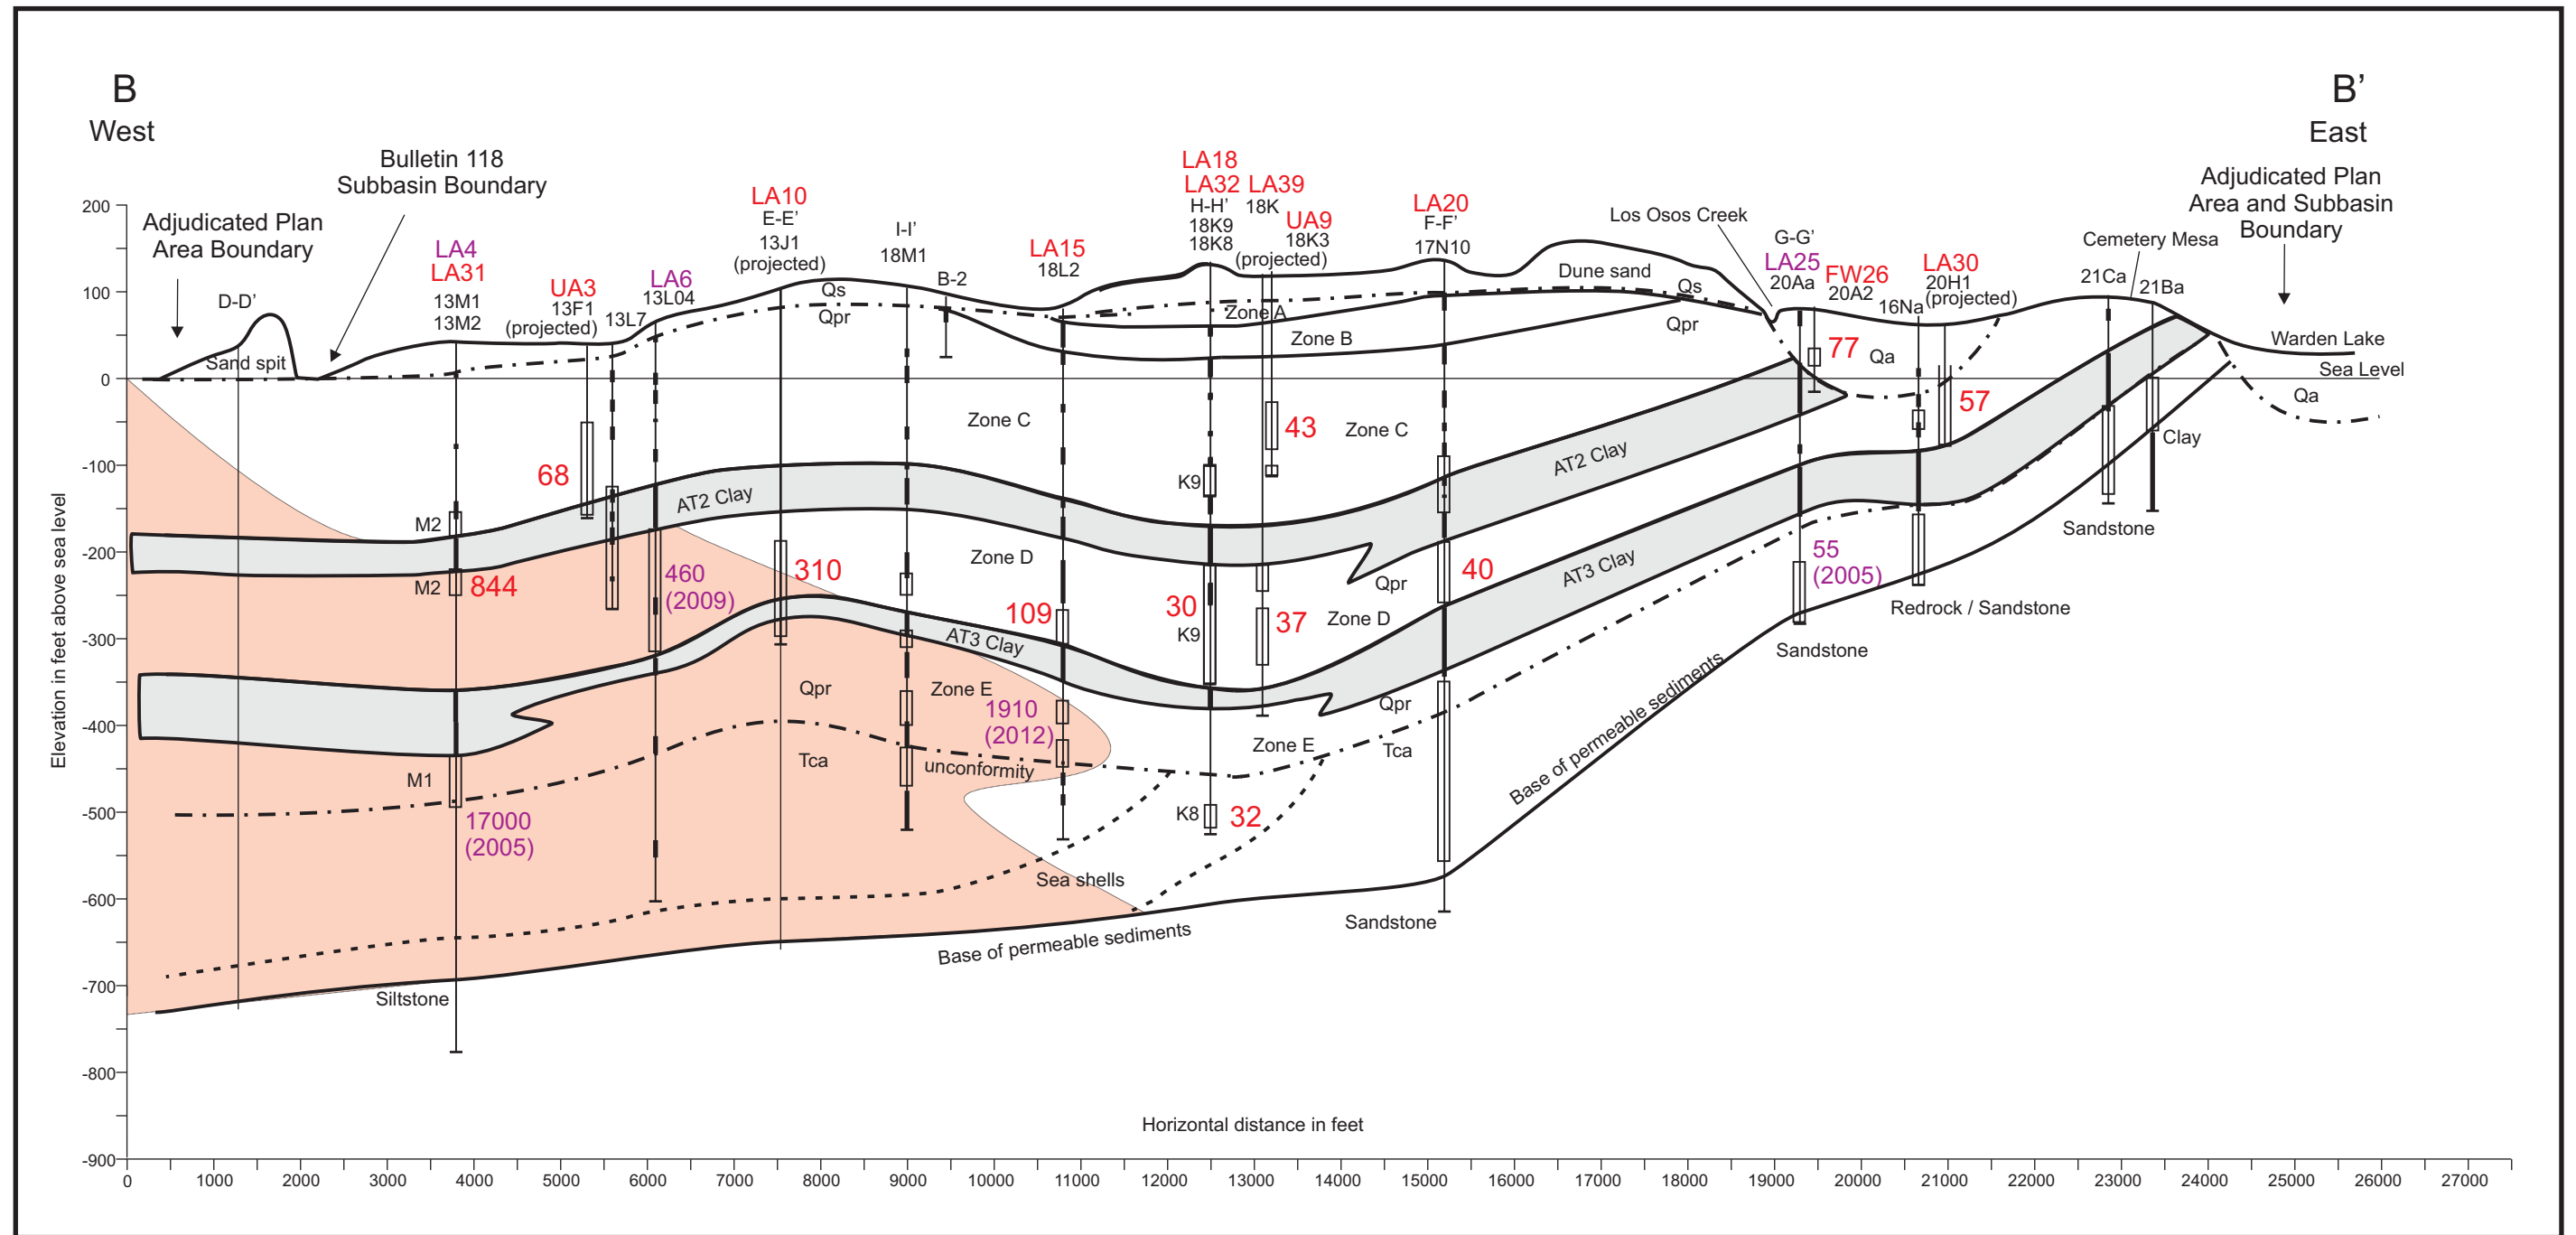 B
West
B’
East
Bulletin 118
Subbasin Boundary
Adjudicated Plan
Area Boundary
Adjudicated Plan
Area and Subbasin
Boundary
D-D’
Sand spit
LA4
LA31
13M1
13M2
UA3
13F1
(projected)
13L7
LA6
13L04
LA10
E-E’
13J1
(projected)
I-I’
18M1
B-2
LA15
18L2
LA18
LA32
H-H’
18K9
18K8
LA39
18K
UA9
18K3
(projected)
LA20
F-F’
17N10
Los Osos Creek
G-G’
LA25
20Aa
FW26
20A2
16Na
LA30
20H1
(projected)
Cemetery Mesa
21Ca
21Ba
Warden Lake
Sea Level
Qa
Qs
Qpr
Zone A
Zone B
Dune sand
Qs
Qpr
77
Qa
57
Clay
Zone C
43
Zone C
68
AT2 Clay
AT2 Clay
M2
M2
844
460
(2009)
310
Zone D
109
K9
30
K9
37
Zone D
Qpr
40
AT3 Clay
AT3 Clay
55
(2005)
Sandstone
Redrock / Sandstone
Sandstone
Qpr
Zone E
1910
(2012)
Zone E
Qpr
Tca
Tca
unconformity
M1
17000
(2005)
K8
32
Sea shells
Base of permeable sediments
Base of permeable sediments
Sandstone
Siltstone
Elevation in feet above sea level
200
100
0
-100
-200
-300
-400
-500
-600
-700
-800
-900
Horizontal distance in feet
0 1000 2000 3000 4000 5000 6000 7000 8000 9000 10000 11000 12000 13000 14000 15000 16000 17000 18000 19000 20000 21000 22000 23000 24000 25000 26000 27000